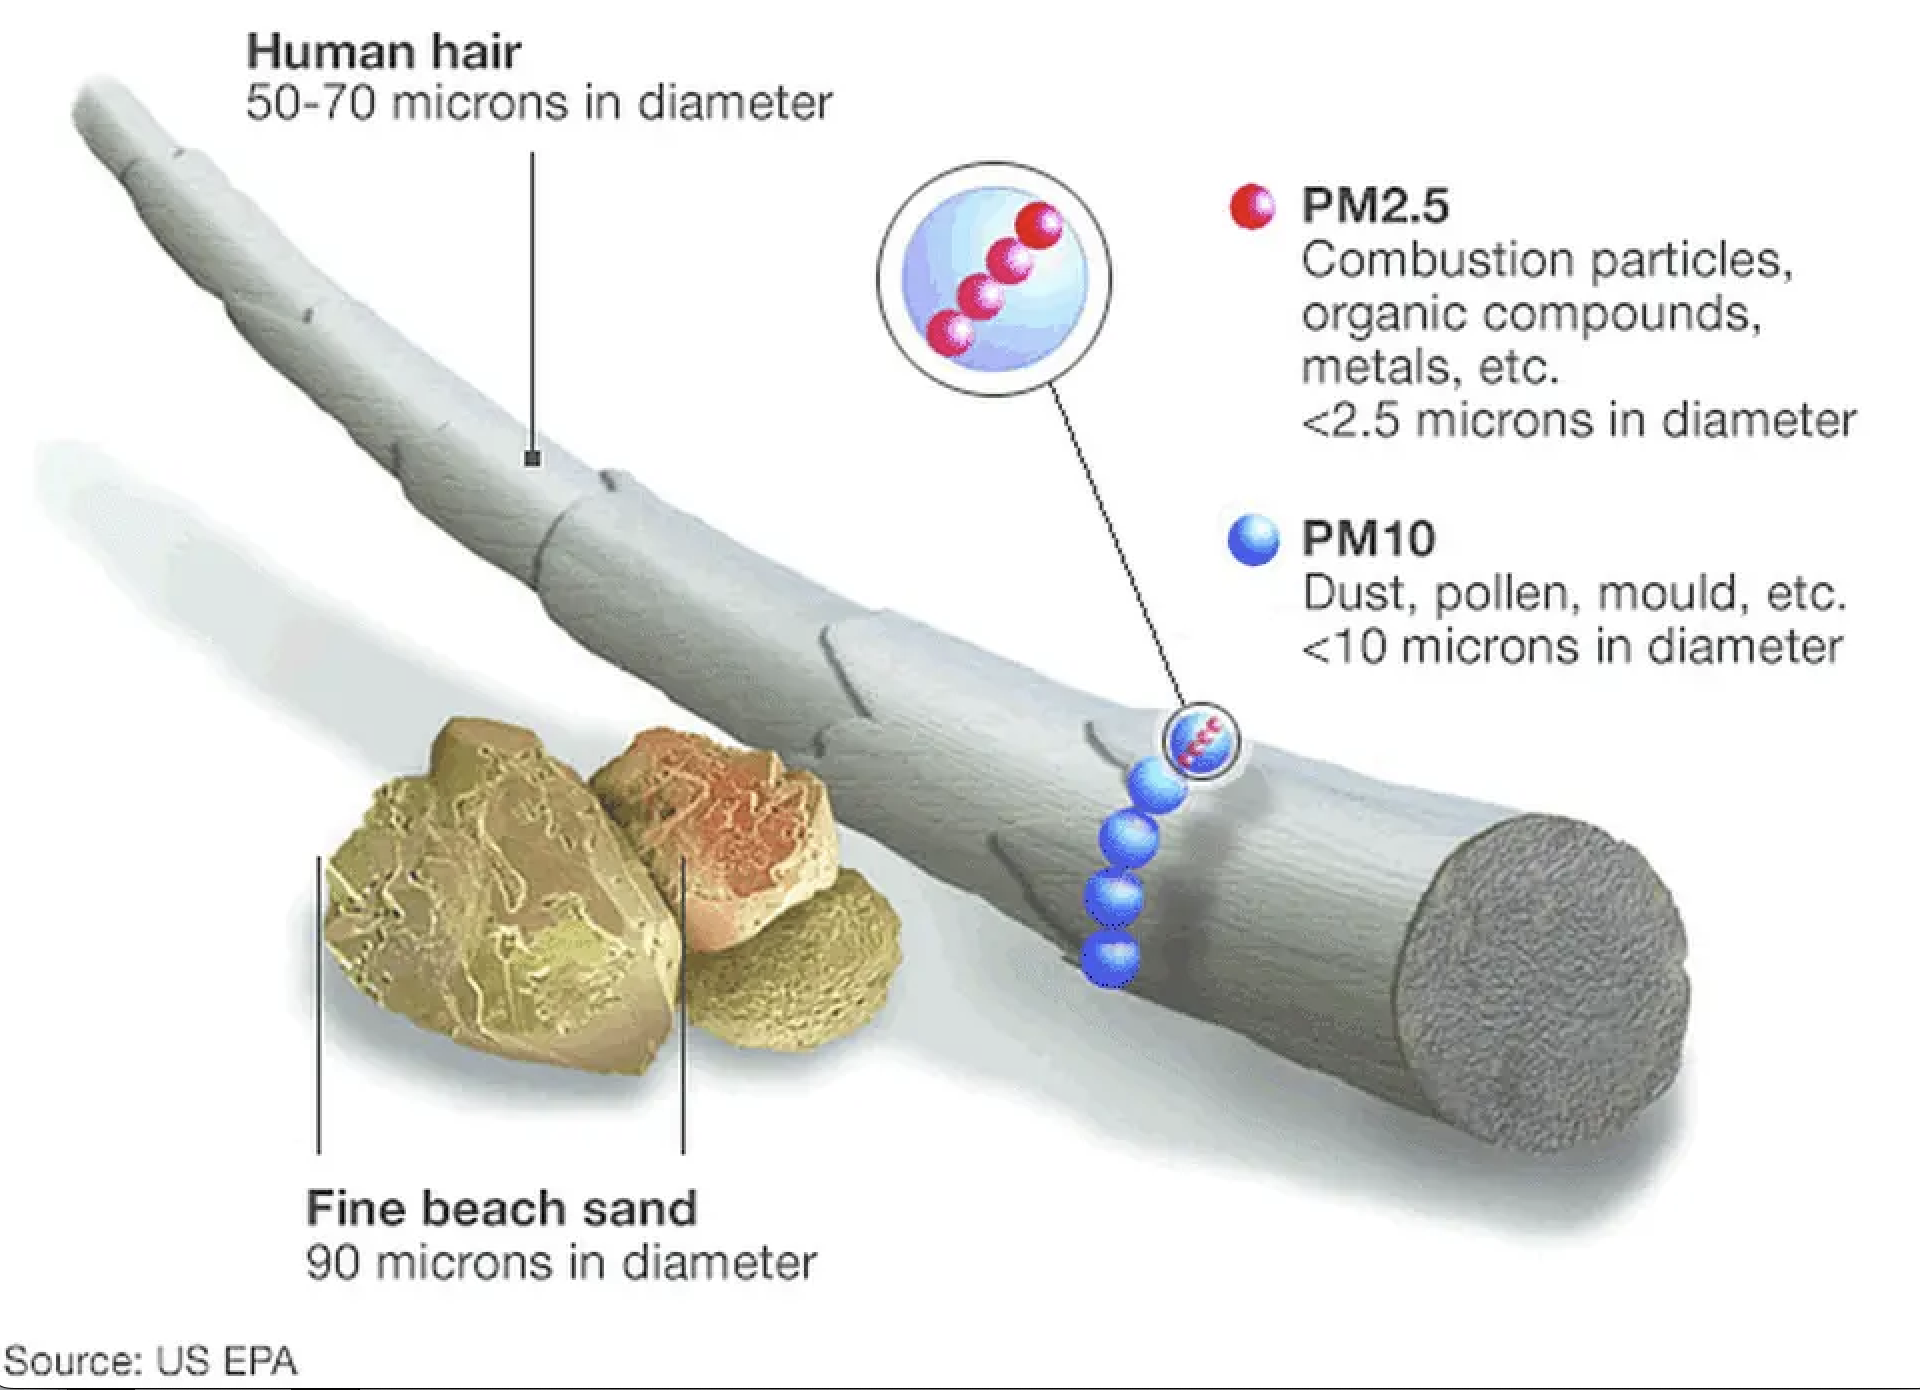 Human hair
50-70 microns in diameter
PM2.5
Combustion particles,
organic compounds,
metals, etc.
<2.5 microns in diameter
PM10
Dust, pollen, mould, etc.
<10 microns in diameter
Fine beach sand
90 microns in diameter
Source: US EPA